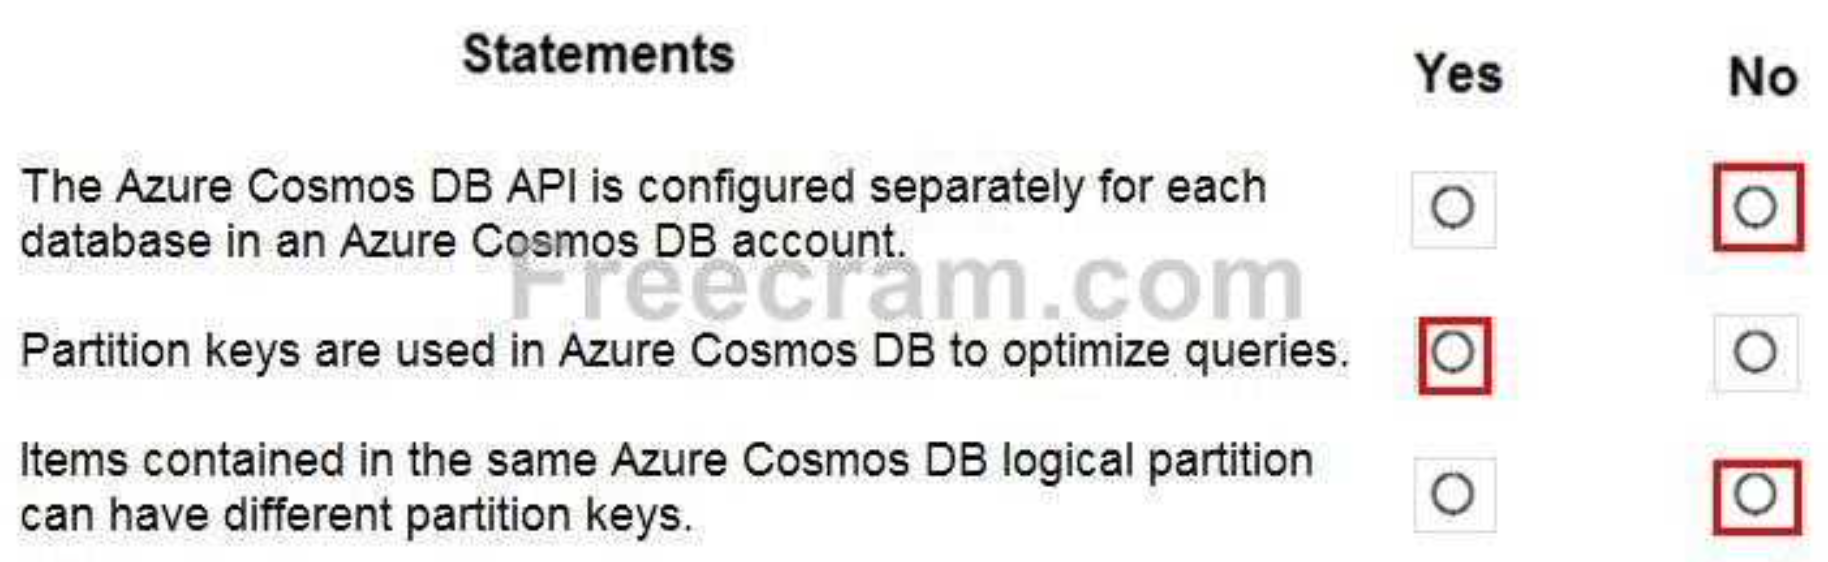 Statements
Yes
No
The Azure Cosmos DB API is configured separately for each
database in an Azure Cosmos DB account.
Freecram.com
Partition keys are used in Azure Cosmos DB to optimize queries.
Items contained in the same Azure Cosmos DB logical partition
can have different partition keys.